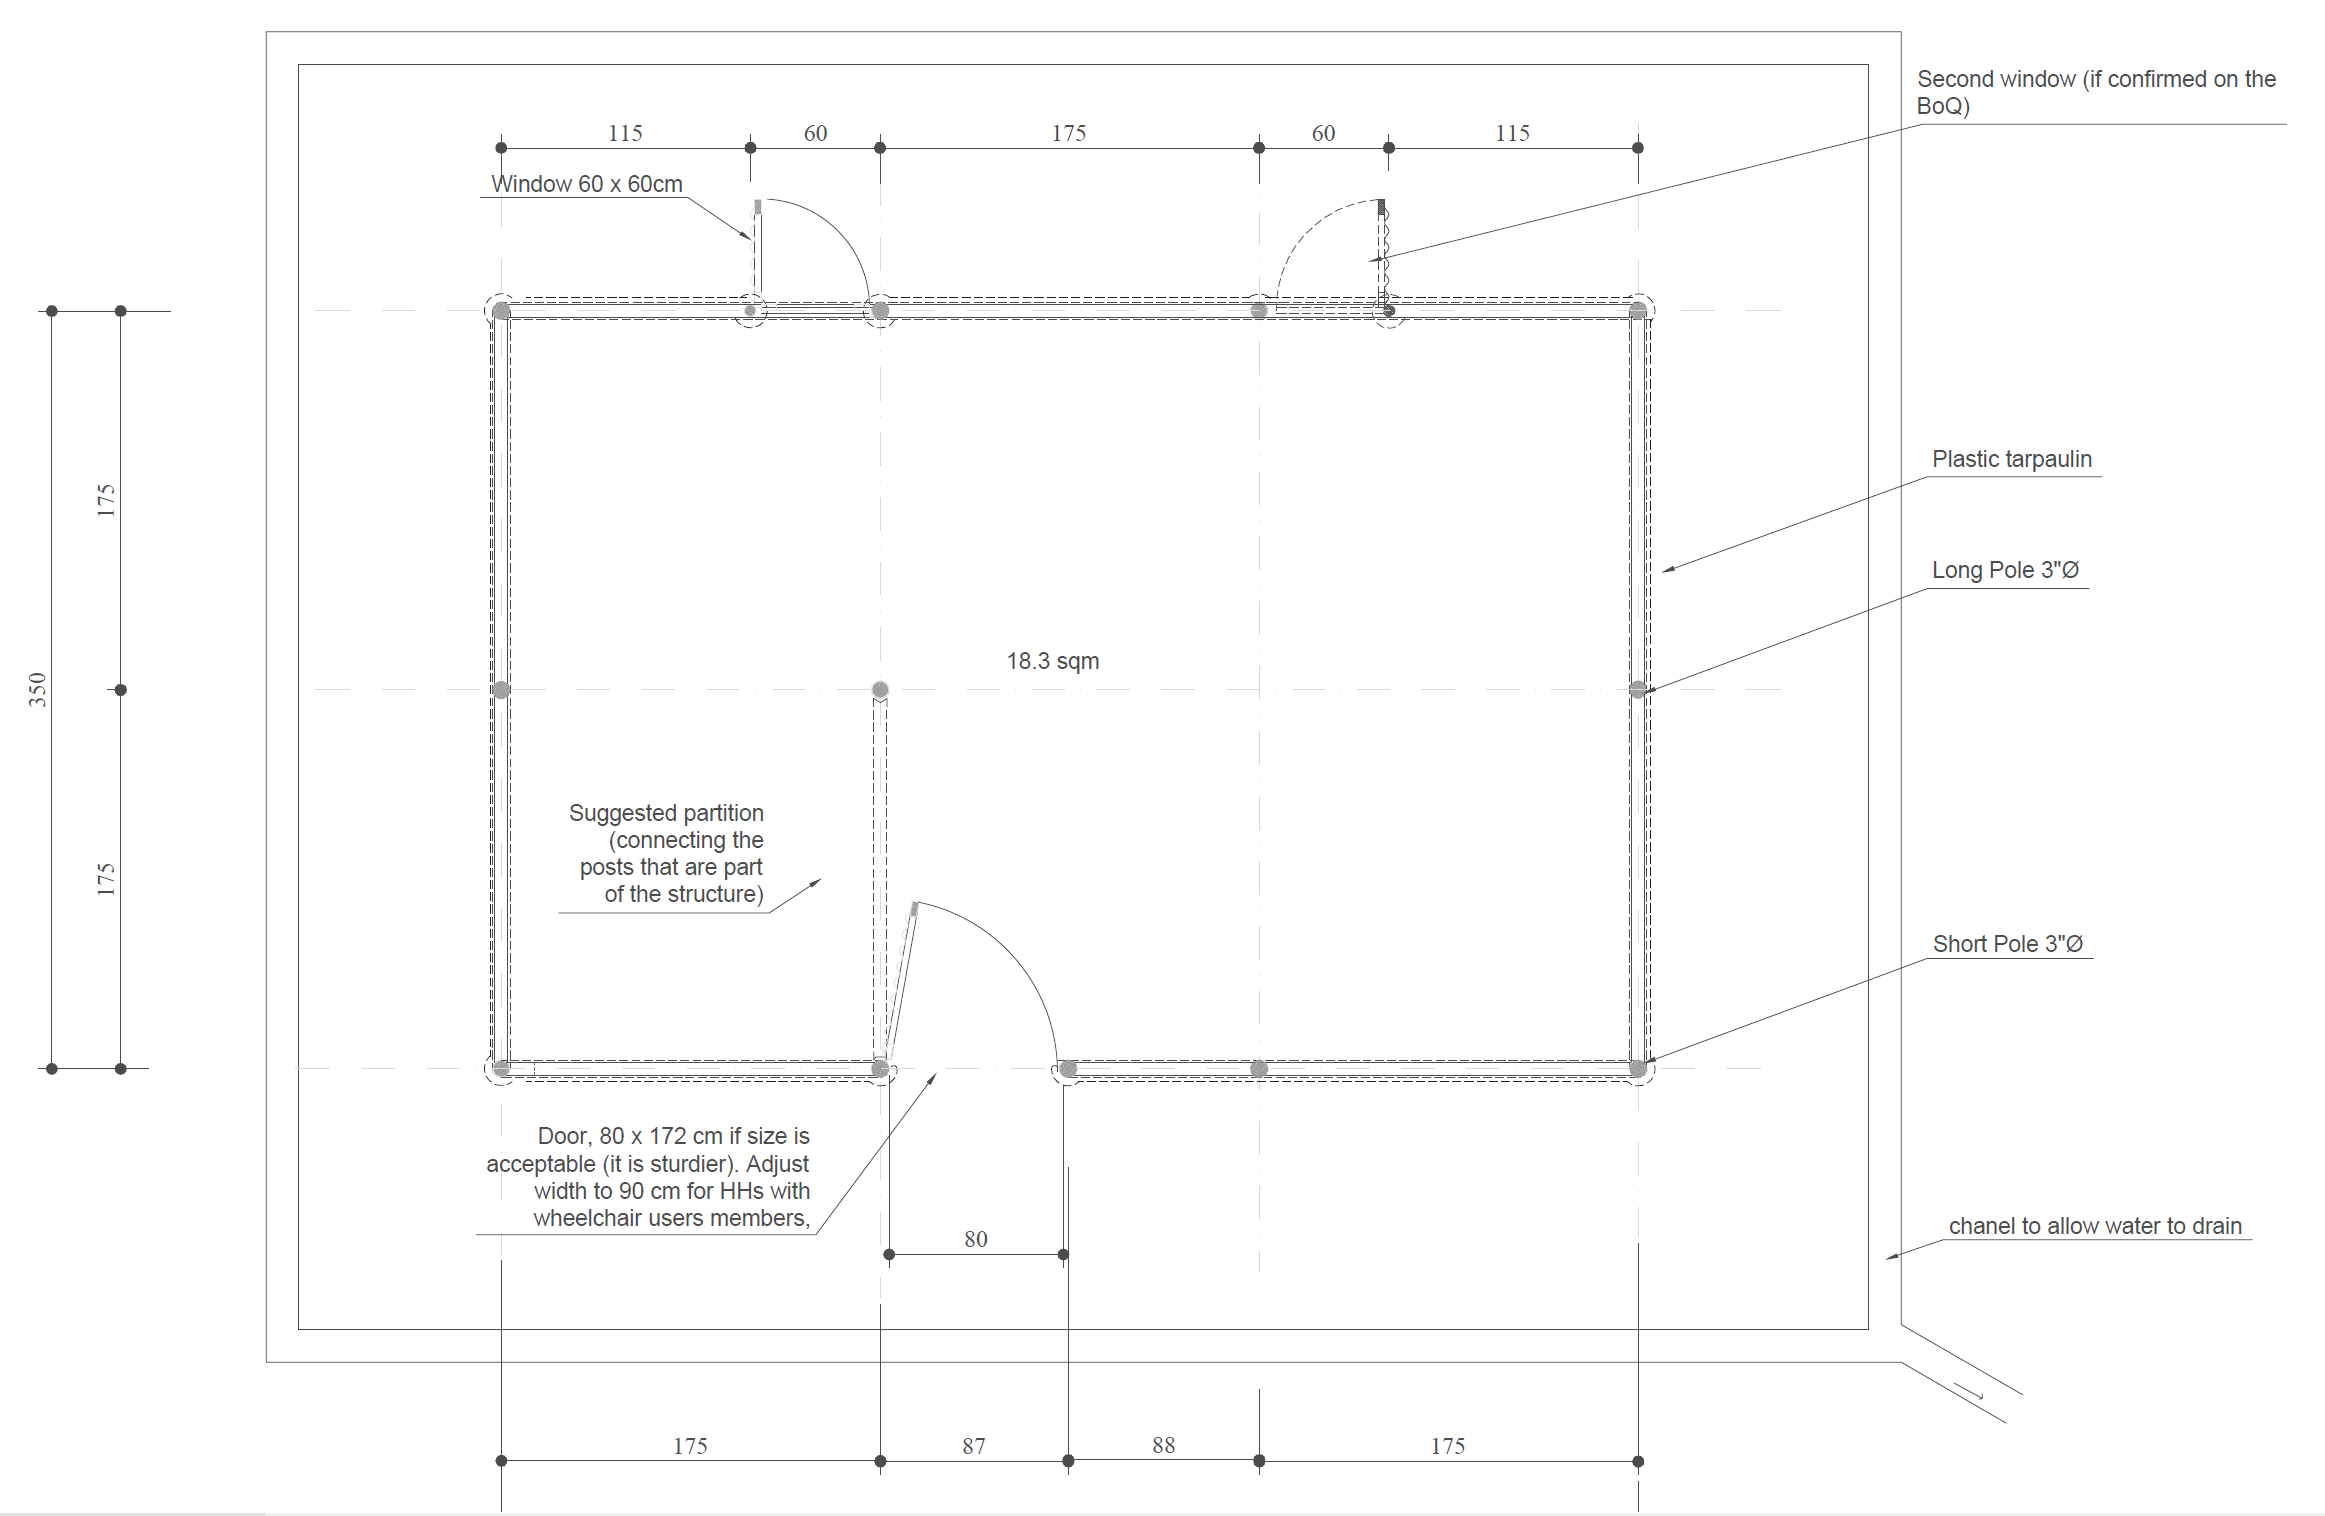 Second window (if confirmed on the
BoQ)
115
60
175
60
115
Window 60 x 60cm
Plastic tarpaulin
175
Long Pole 3"Ø
18.3 sqm
350
Suggested partition
(connecting the
posts that are part
of the structure)
175
Short Pole 3"Ø
Door, 80 x 172 cm if size is
acceptable (it is sturdier). Adjust
width to 90 cm for HHs with
wheelchair users members,
80
chanel to allow water to drain
175
87
88
175